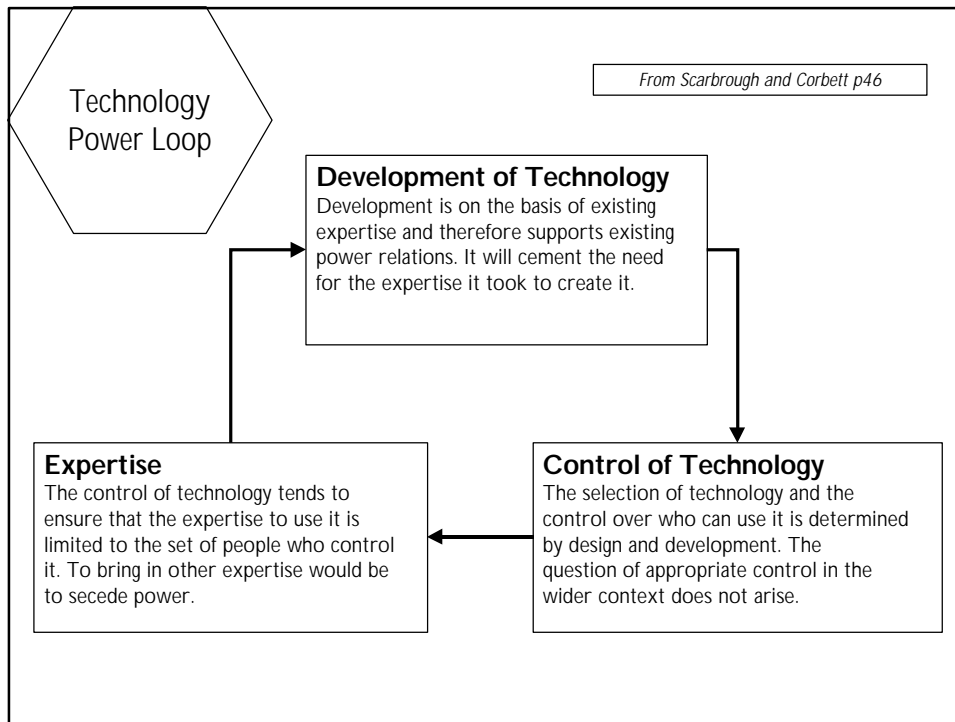 Technology
Power Loop
From Scarbrough and Corbett p46
Development of Technology
Development is on the basis of existing
expertise and therefore supports existing
power relations. It will cement the need
for the expertise it took to create it.
Expertise
The control of technology tends to
ensure that the expertise to use it is
limited to the set of people who control
it. To bring in other expertise would be
to secede power.
Control of Technology
The selection of technology and the
control over who can use it is determined
by design and development. The
question of appropriate control in the
wider context does not arise.